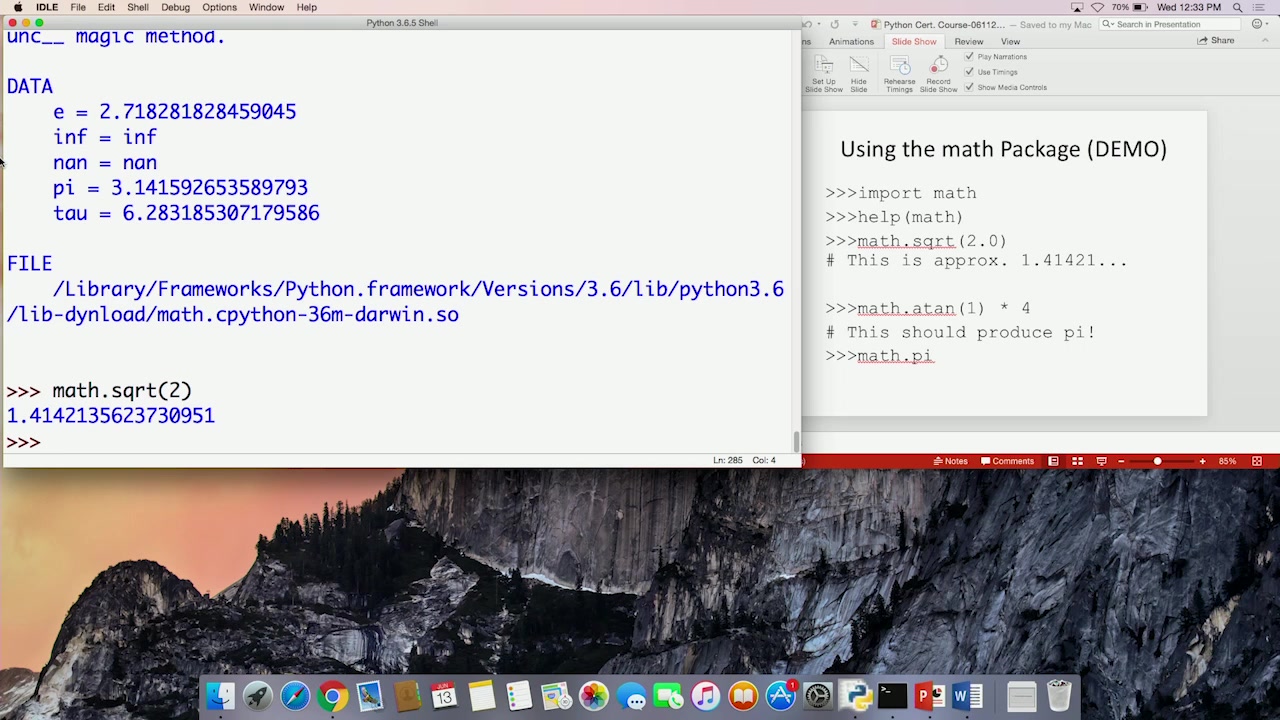 IDLE File Edit Shell Debug Options Window Help
70% Wed 12:33 PM
Python 3.6.5 Shell
unc__ magic method.
DATA
e = 2.718281828459045
inf = inf
nan = nan
pi = 3.141592653589793
tau = 6.283185307179586
FILE
/Library/Frameworks/Python.framework/Versions/3.6/lib/python3.6
/lib-dynload/math.cpython-36m-darwin.so
>>> math.sqrt(2)
1.4142135623730951
>>>
Ln: 285 Col: 4
Python Cert. Course-06112... — Saved to my Mac
Search in Presentation
ns Animations Slide Show Review View
Share
Set Up
Slide Show
Hide
Slide
Rehearse
Timings
Record
Slide Show
Play Narrations
Use Timings
Show Media Controls
Using the math Package (DEMO)
>>>import math
>>>help(math)
>>>math.sqrt(2.0)
# This is approx. 1.41421...
>>>math.atan(1) * 4
# This should produce pi!
>>>math.pi
Notes Comments
85%
JUN
13
1